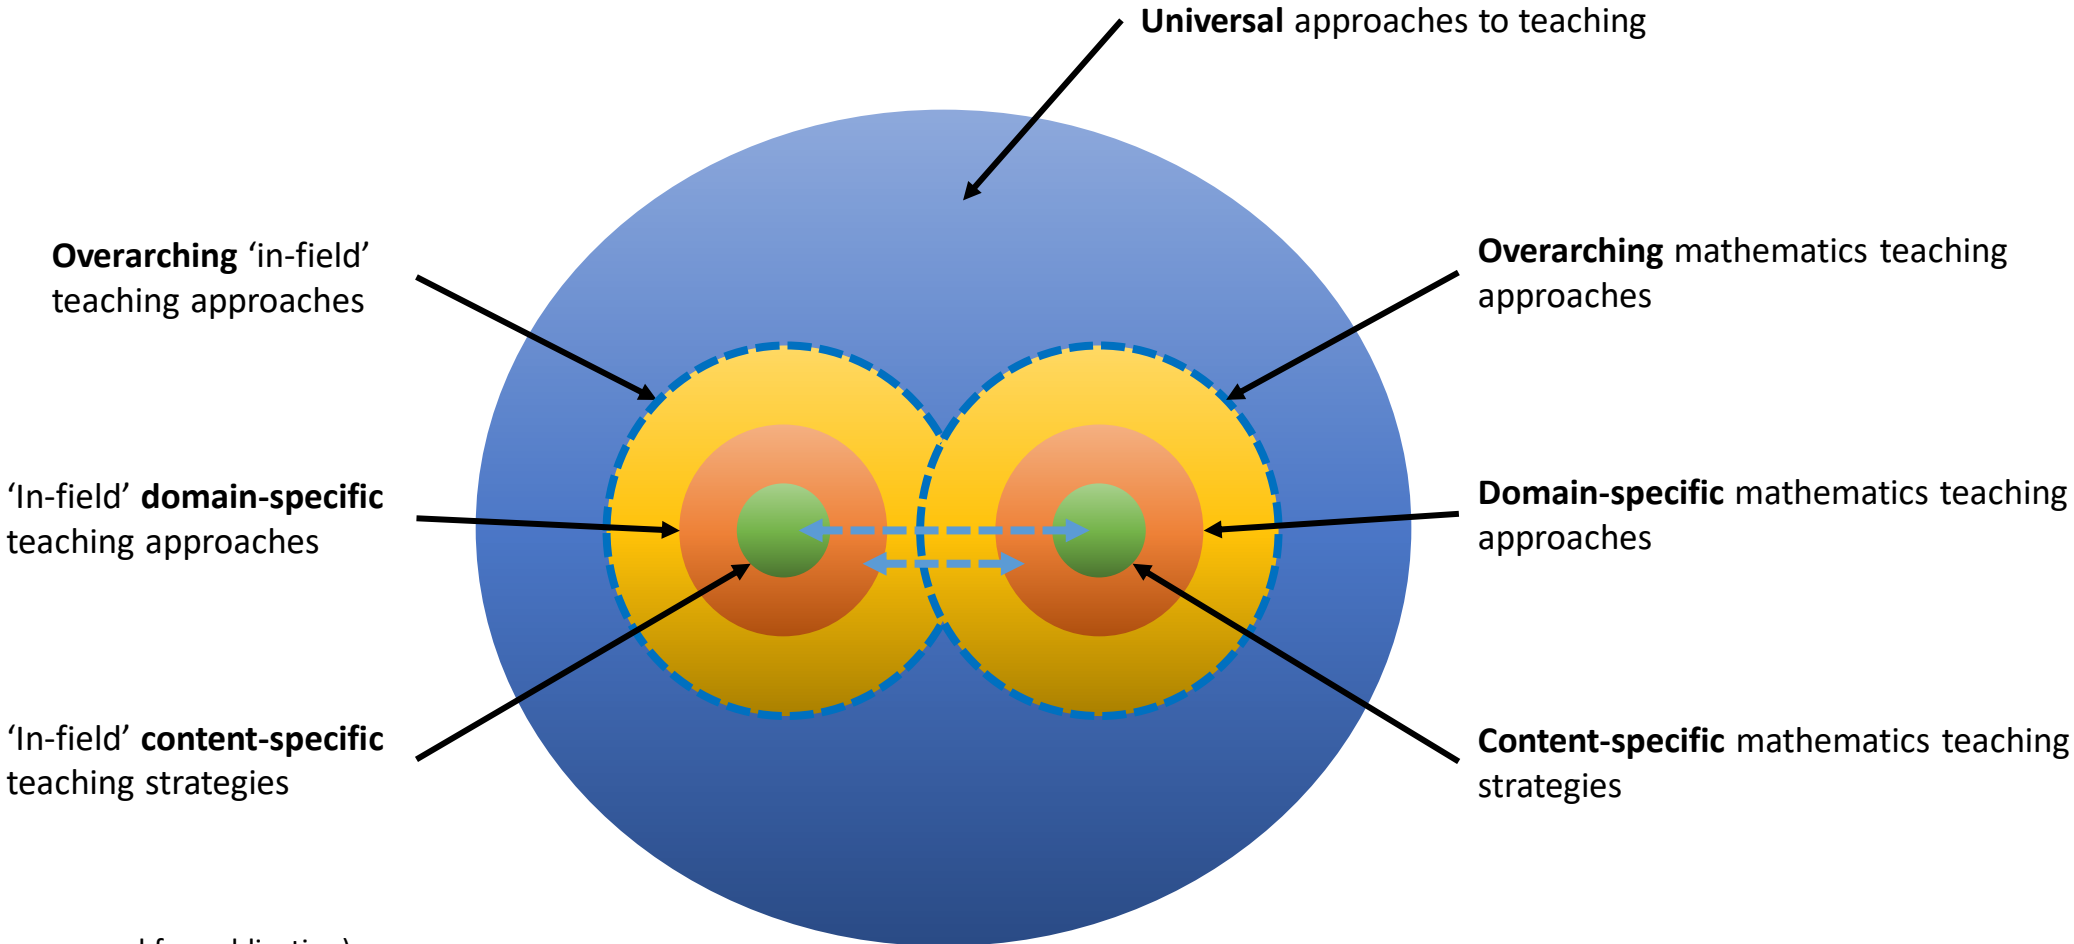 Universal approaches to teaching
Overarching ‘in-field’
teaching approaches
Overarching mathematics teaching
approaches
‘In-field’ domain-specific
teaching approaches
Domain-specific mathematics teaching
approaches
‘In-field’ content-specific
teaching strategies
Content-specific mathematics teaching
strategies